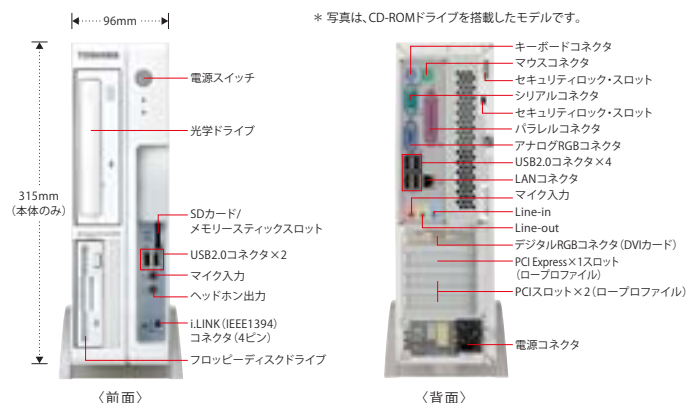 96mm
＊ 写真は、CD-ROMドライブを搭載したモデルです。
TOSHIBA
315mm
（本体のみ）
電源スイッチ
光学ドライブ
SDカード/
メモリースティックスロット
USB2.0コネクタ×2
マイク入力
ヘッドホン出力
i.LINK（IEEE1394）
コネクタ（4ピン）
フロッピーディスクドライブ
〈前面〉
キーボードコネクタ
マウスコネクタ
セキュリティロック・スロット
シリアルコネクタ
セキュリティロック・スロット
パラレルコネクタ
アナログRGBコネクタ
USB2.0コネクタ×4
LANコネクタ
マイク入力
Line-in
Line-out
デジタルRGBコネクタ（DVIカード）
PCI Express×1スロット
（ロープロファイル）
PCIスロット×2（ロープロファイル）
電源コネクタ
〈背面〉